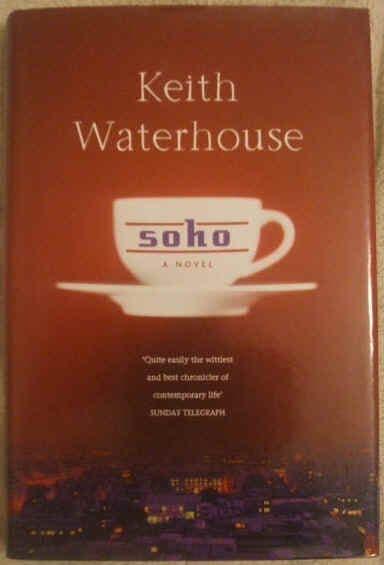 Keith
Waterhouse
soho
A NOVEL
'Quite easily the wittiest
and best chronicler of
contemporary life'
SUNDAY TELEGRAPH